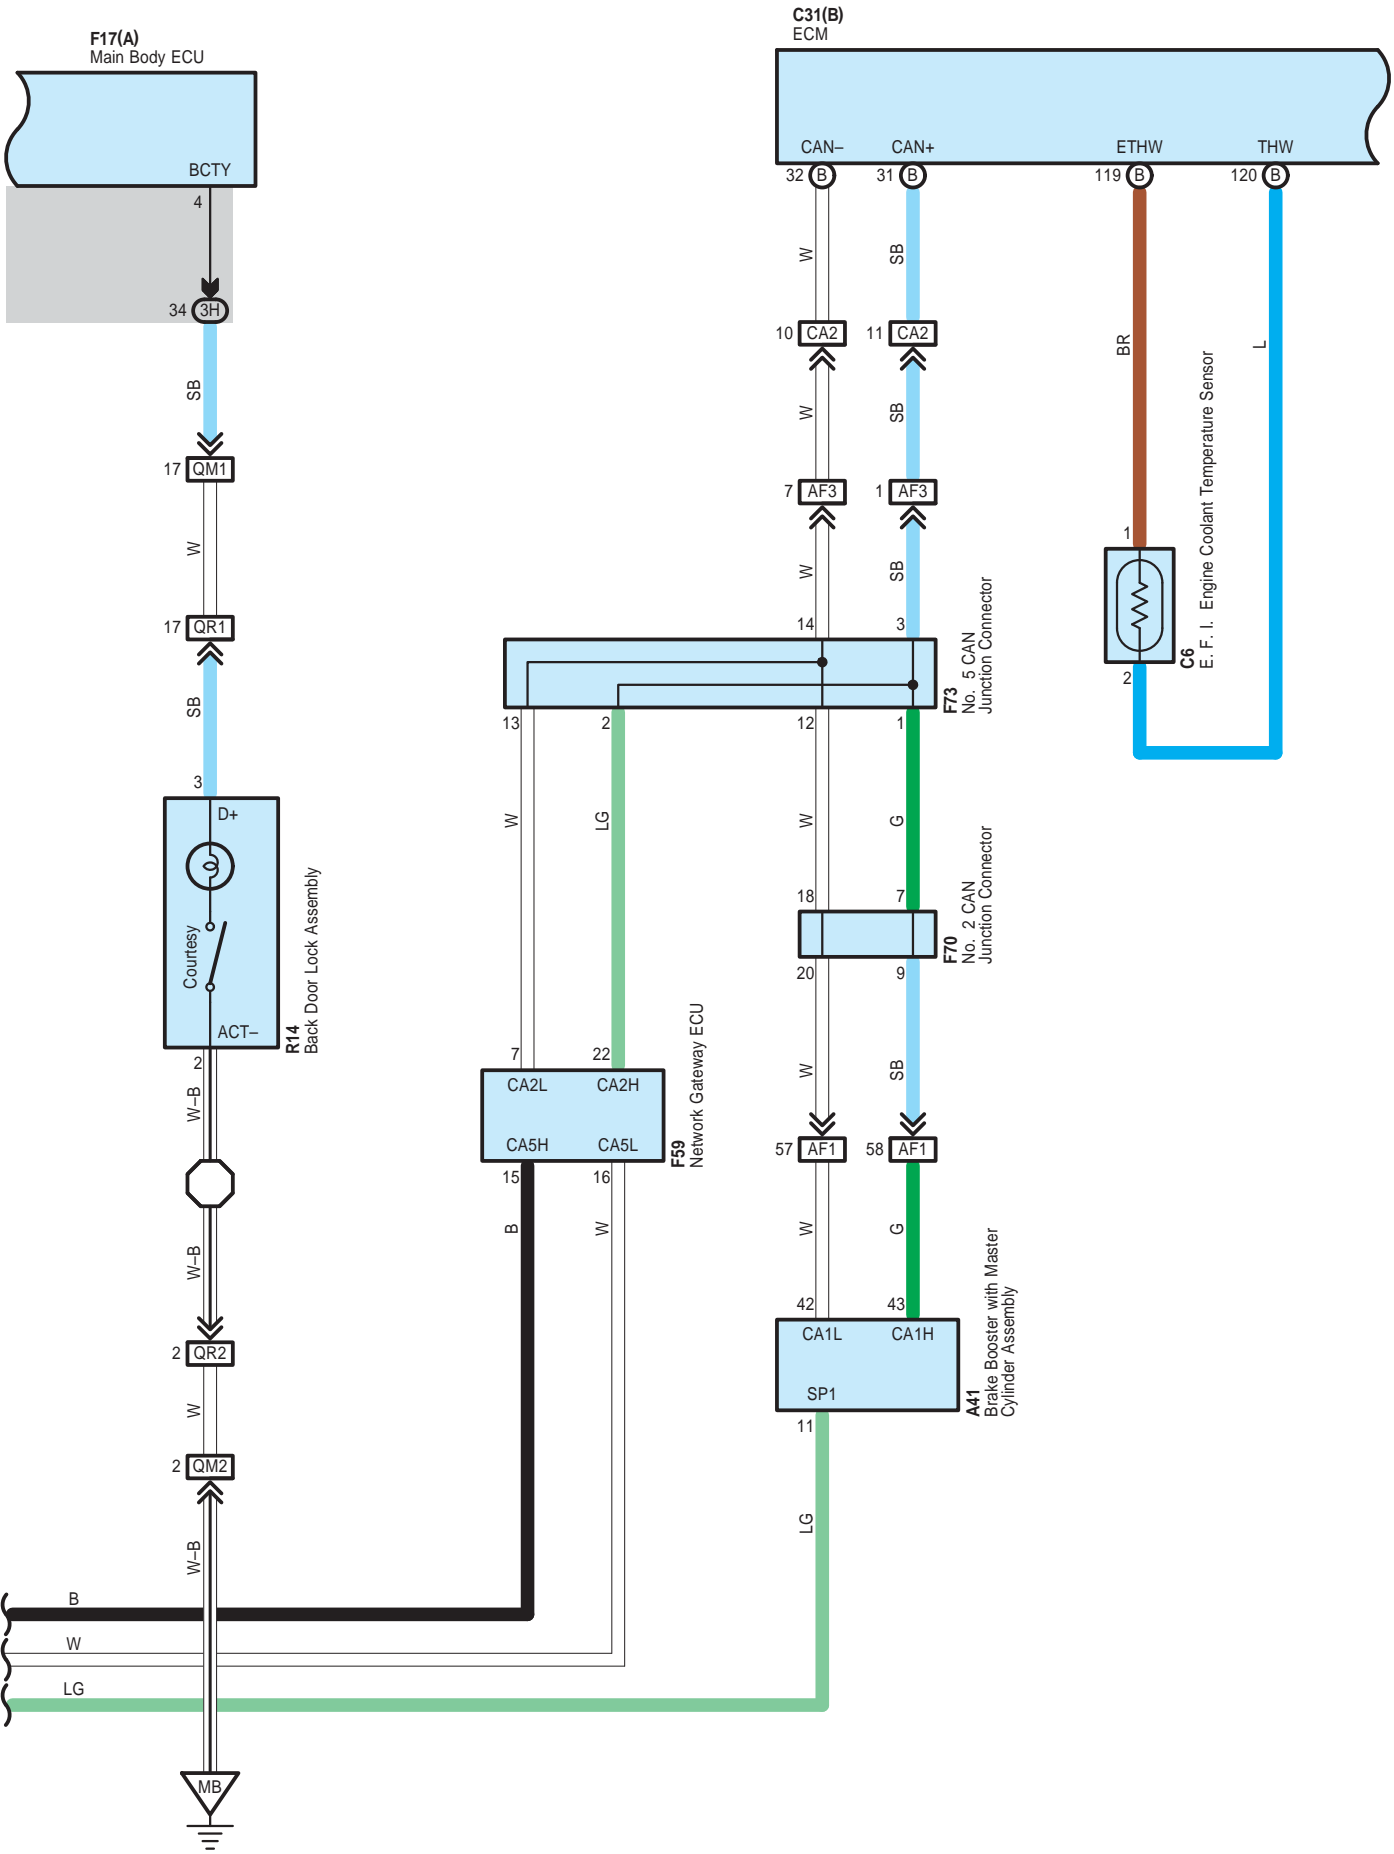 F17(A)
Main Body ECU
BCTY
4
34 3H
SB
17 QM1
W
17 QR1
SB
3
D+
Courtesy
ACT–
R14
Back Door Lock Assembly
2
W–B
W–B
2 QR2
W
2 QM2
W–B
B
W
LG
MB
C31(B)
ECM
CAN– CAN+ ETHW THW
32 B 31 B 119 B 120 B
W SB
10 CA2 11 CA2
BR L
W SB
7 AF3 1 AF3
W SB
1
C6
E. F. I. Engine Coolant Temperature Sensor
2
14 3
F73
No. 5 CAN
Junction Connector
13 2 12 1
W LG W G
18 7
F70
No. 2 CAN
Junction Connector
20 9
7 22
CA2L CA2H
CA5H CA5L
F59
Network Gateway ECU
15 16
B W
W SB
57 AF1 58 AF1
W G
42 43
CA1L CA1H
SP1
A41
Brake Booster with Master
Cylinder Assembly
11
LG